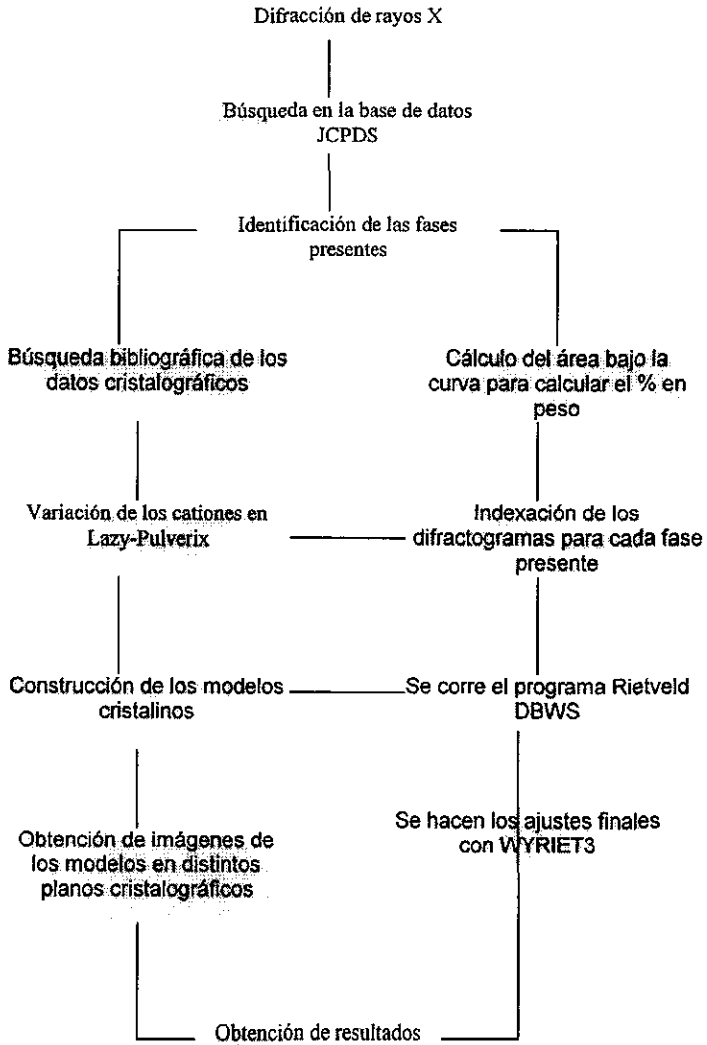 Difracción de rayos X
Búsqueda en la base de datos
JCPDS
Identificación de las fases
presentes
Búsqueda bibliográfica de los
datos cristalográficos
Cálculo del área bajo la
curva para calcular el % en
peso
Variación de los cationes en
Lazy-Pulverix
Indexación de los
difractogramas para cada fase
presente
Construcción de los modelos
cristalinos
Se corre el programa Rietveld
DBWS
Obtención de imágenes de
los modelos en distintos
planos cristalográficos
Se hacen los ajustes finales
con WYRIET3
Obtención de resultados